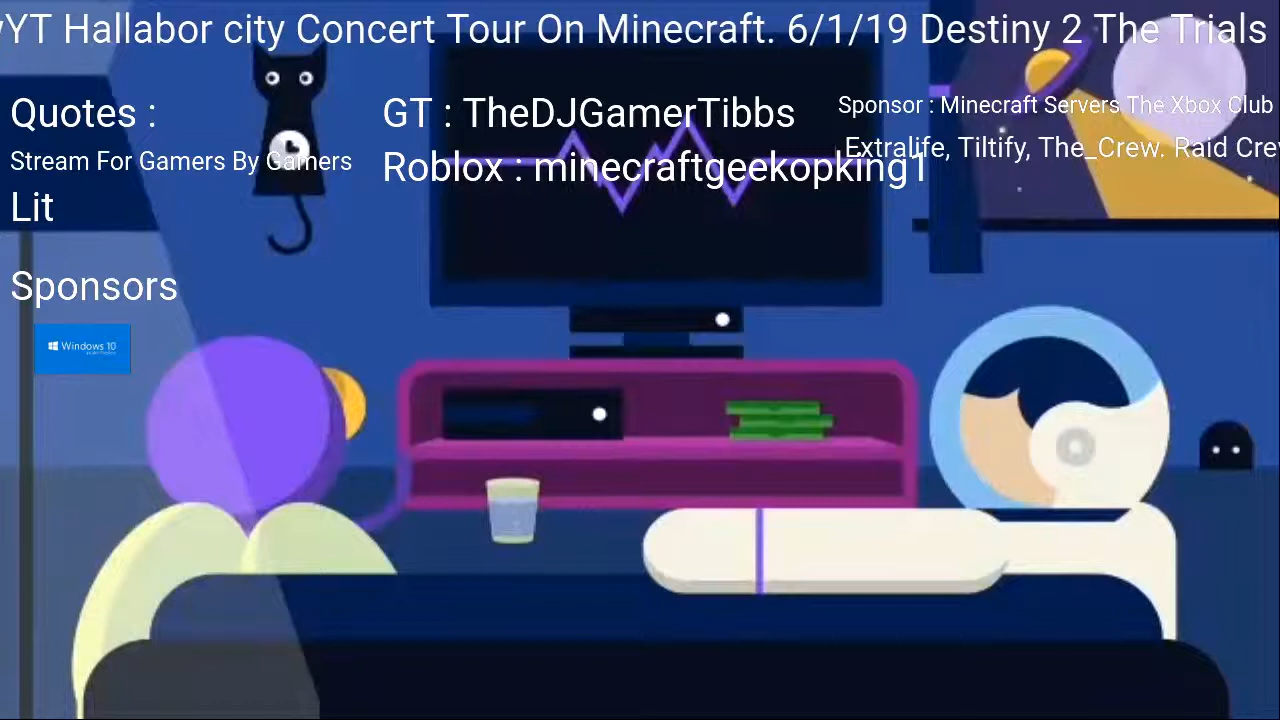 YT Hallabor city Concert Tour On Minecraft. 6/1/19 Destiny 2 The Trials
Quotes :
GT : TheDJGamerTibbs
Sponsor : Minecraft Servers The Xbox Club
Extralife, Tiltify, The_Crew. Raid Cre
Stream For Gamers By Gamers
Roblox : minecraftgeekopking1
Lit
Sponsors
Windows 10